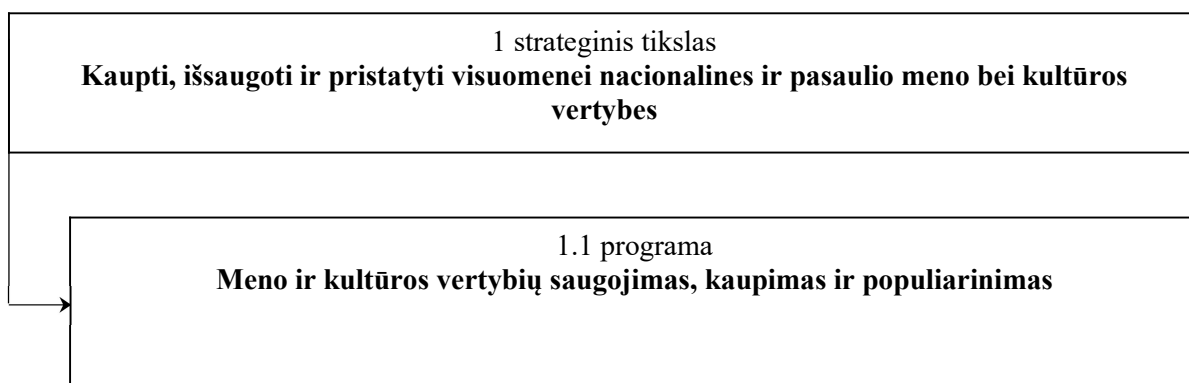 1 strateginis tikslas
Kaupti, išsaugoti ir pristatyti visuomenei nacionalines ir pasaulio meno bei kultūros
vertybes
1.1 programa
Meno ir kultūros vertybių saugojimas, kaupimas ir populiarinimas